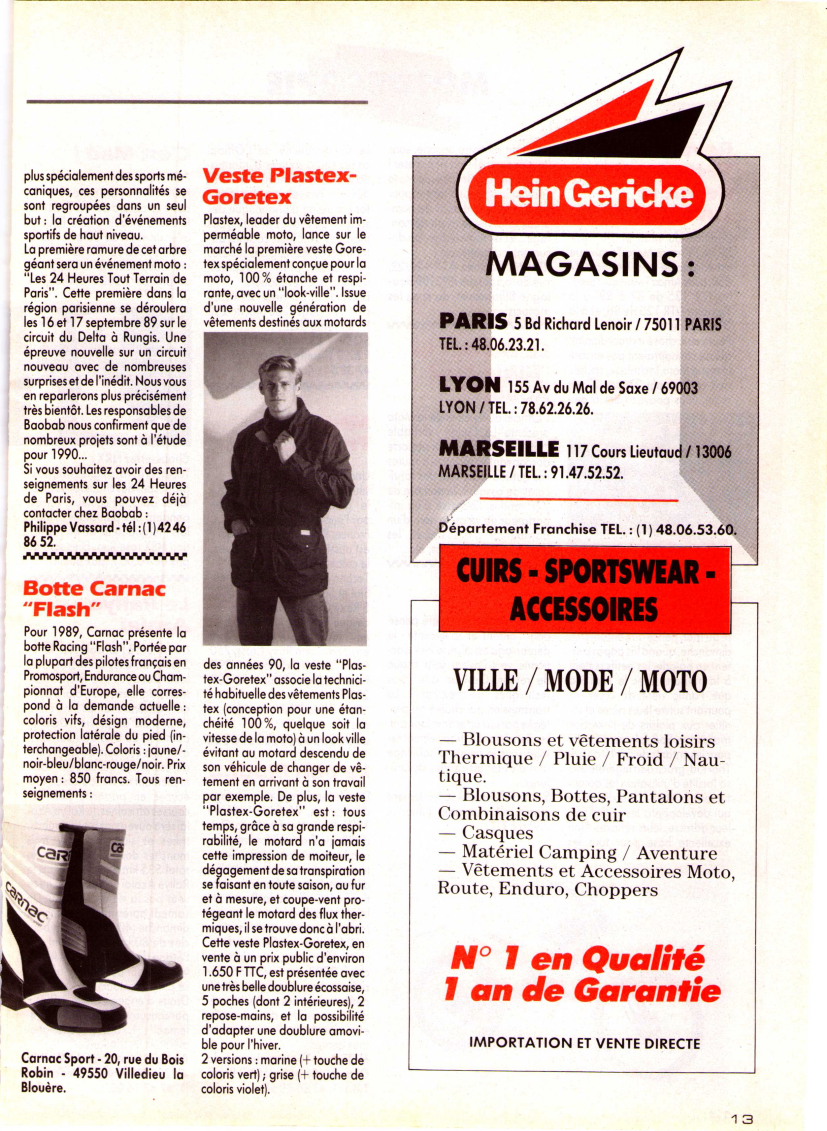 plus spécialement des sports mé-
caniques, ces personnalités se
sont regroupées dans un seul
but : la création d'événements
sportifs de haut niveau.
La première ramure de cet arbre
géant sera un événement moto :
"Les 24 Heures Tout Terrain de
Paris". Cette première dans la
région parisienne se déroulera
les 16 et 17 septembre 89 sur le
circuit du Delta à Rungis. Une
épreuve nouvelle sur un circuit
nouveau avec de nombreuses
surprises et de l'inédit. Nous vous
en reparlerons plus précisément
très bientôt. Les responsables de
Baobab nous confirment que de
nombreux projets sont à l'étude
pour 1990...
Si vous souhaitez avoir des ren-
seignements sur les 24 Heures
de Paris, vous pouvez déjà
contacter chez Baobab :
Philippe Vassard - tél : (1) 42 46
86 52.
Botte Carnac
"Flash"
Pour 1989, Carnac présente la
botte Racing "Flash". Portée par
la plupart des pilotes français en
Promosport, Endurance ou Cham-
pionnat d'Europe, elle corres-
pond à la demande actuelle :
coloris vifs, désign moderne,
protection latérale du pied (in-
terchangeable). Coloris : jaune/-
noir-bleu/blanc-rouge/noir. Prix
moyen : 850 francs. Tous ren-
seignements :
CAR
CARNAC
Carnac Sport - 20, rue du Bois
Robin - 49550 Villedieu la
Blouère.
Veste Plastex-
Goretex
Plastex, leader du vêtement im-
perméable moto, lance sur le
marché la première veste Gore-
tex spécialement conçue pour la
moto, 100 % étanche et respi-
rante, avec un "look-ville". Issue
d'une nouvelle génération de
vêtements destinés aux motards
des années 90, la veste "Plas-
tex-Goretex" associe la technici-
té habituelle des vêtements Plas-
tex (conception pour une étan-
chéité 100 %, quelque soit la
vitesse de la moto) à un look ville
évitant au motard descendu de
son véhicule de changer de vê-
tement en arrivant à son travail
par exemple. De plus, la veste
"Plastex-Goretex" est : tous
temps, grâce à sa grande respi-
rabilité, le motard n'a jamais
cette impression de moiteur, le
dégagement de sa transpiration
se faisant en toute saison, au fur
et à mesure, et coupe-vent pro-
tégeant le motard des flux ther-
miques, il se trouve donc à l'abri.
Cette veste Plastex-Goretex, en
vente à un prix public d'environ
1.650 F TTC, est présentée avec
une très belle doublure écossaise,
5 poches (dont 2 intérieures), 2
repose-mains, et la possibilité
d'adapter une doublure amovi-
ble pour l'hiver.
2 versions : marine (+ touche de
coloris vert) ; grise (+ touche de
coloris violet).
Hein Gericke
MAGASINS :
PARIS 5 Bd Richard Lenoir / 75011 PARIS
TEL. : 48.06.23.21.
LYON 155 Av du Mal de Saxe / 69003
LYON / TEL. : 78.62.26.26.
MARSEILLE 117 Cours Lieutaud / 13006
MARSEILLE / TEL. : 91.47.52.52.
Département Franchise TEL. : (1) 48.06.53.60.
CUIRS - SPORTSWEAR -
ACCESSOIRES
VILLE / MODE / MOTO
— Blousons et vêtements loisirs
Thermique / Pluie / Froid / Nau-
tique.
— Blousons, Bottes, Pantalons et
Combinaisons de cuir
— Casques
— Matériel Camping / Aventure
— Vêtements et Accessoires Moto,
Route, Enduro, Choppers
N° 1 en Qualité
1 an de Garantie
IMPORTATION ET VENTE DIRECTE
13